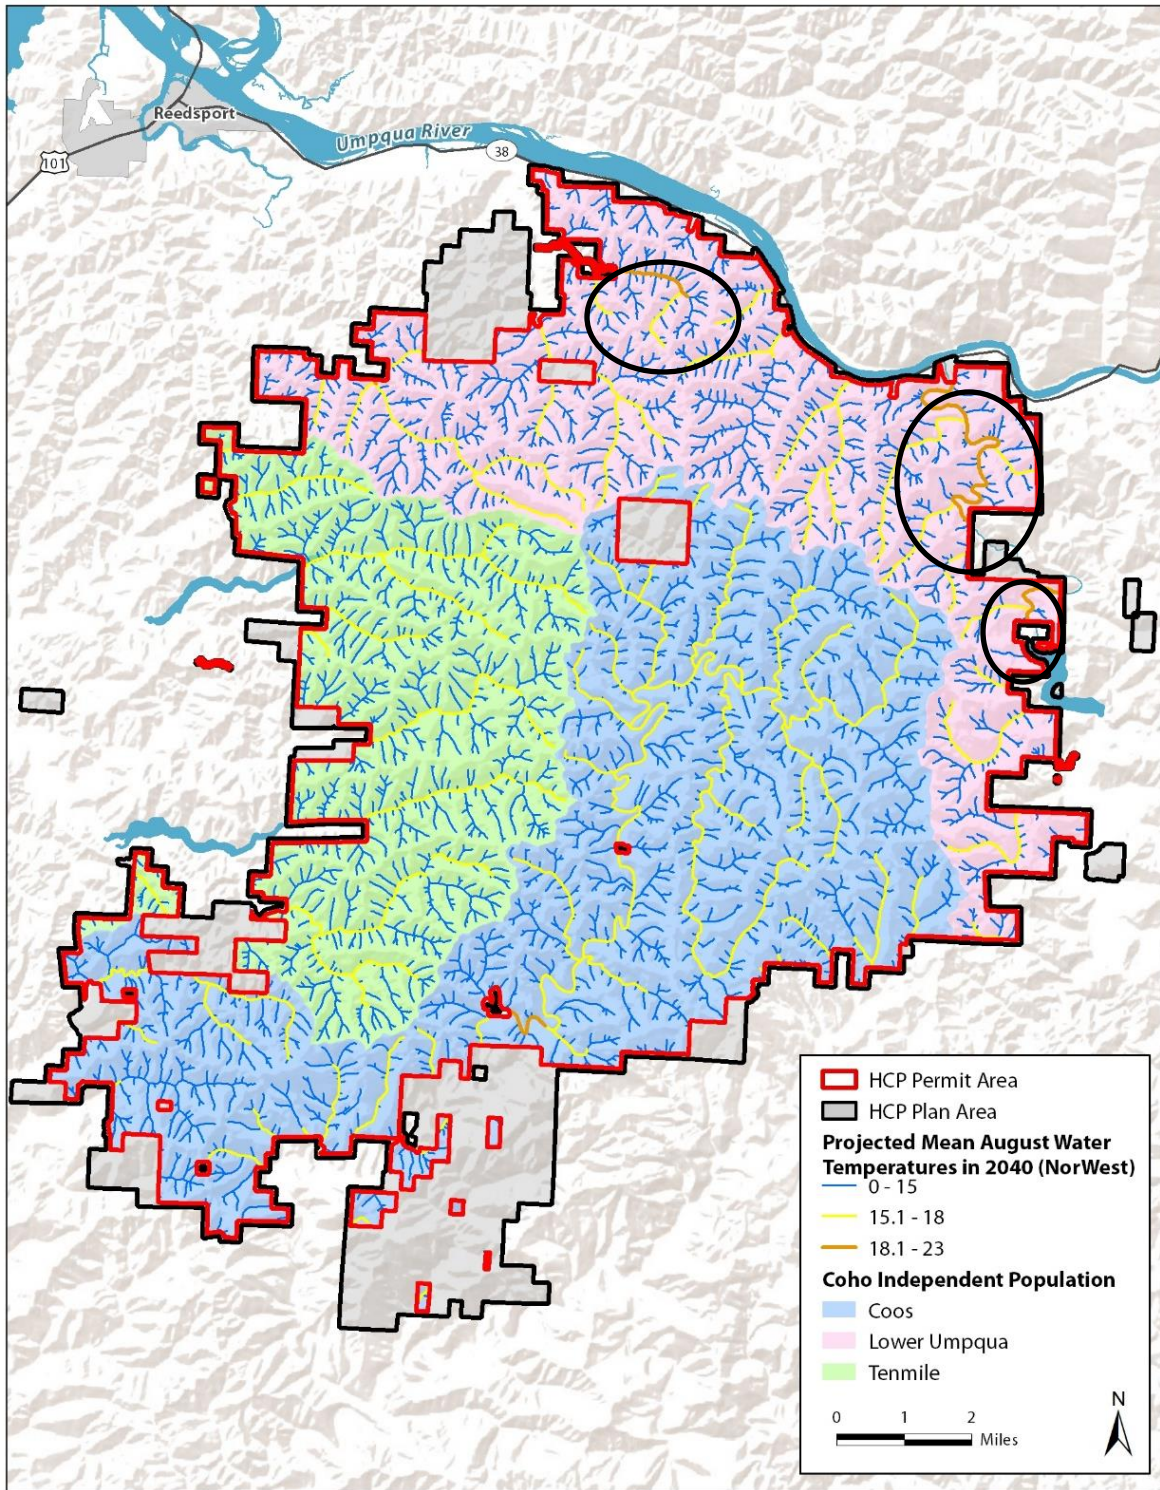 Reedsport
Umpqua River
38
101
HCP Permit Area
HCP Plan Area
Projected Mean August Water
Temperatures in 2040 (NorWest)
0 - 15
15.1 - 18
18.1 - 23
Coho Independent Population
Coos
Lower Umpqua
Tenmile
N
0 1 2
Miles